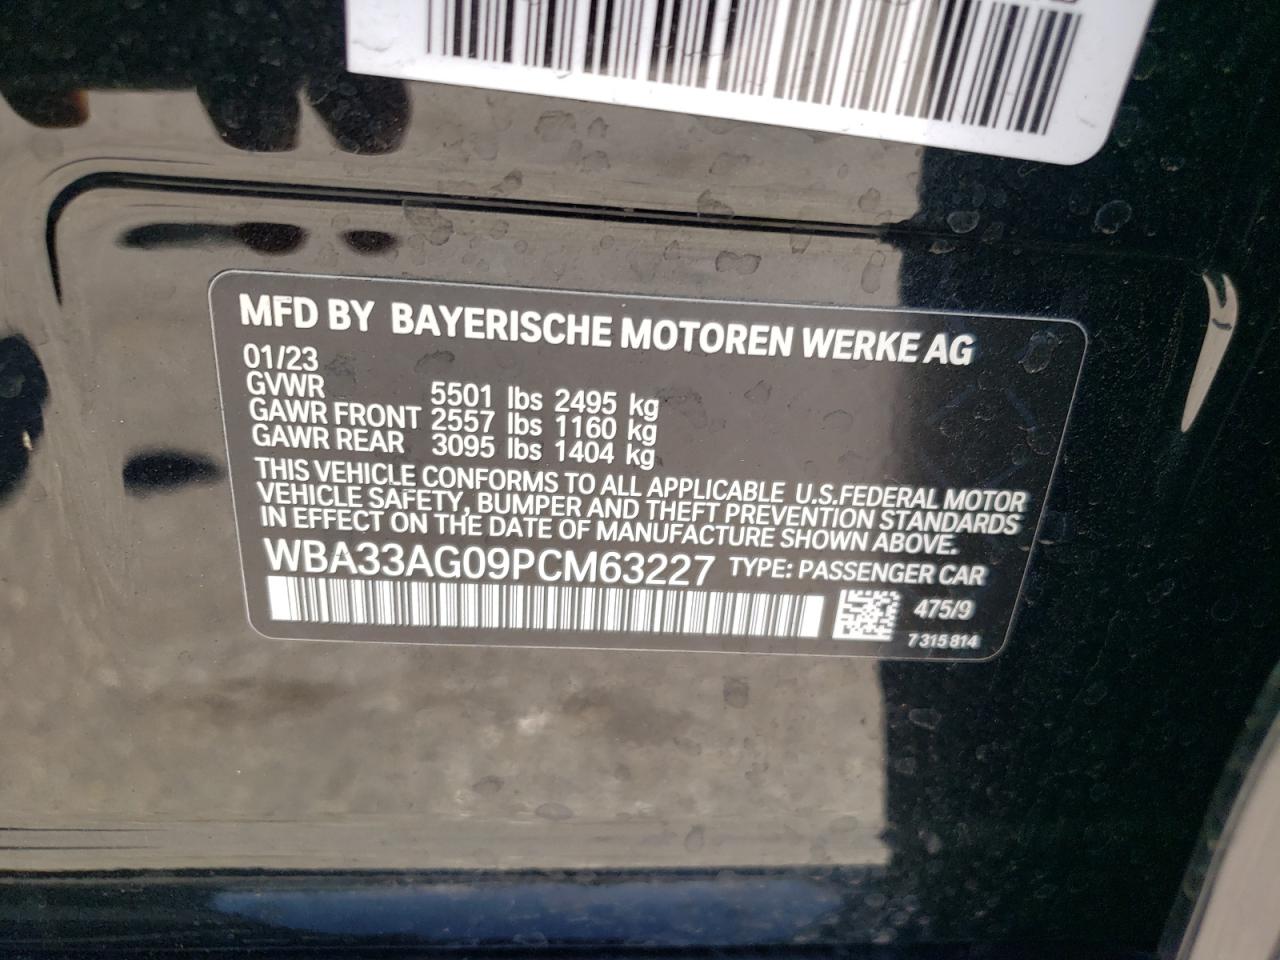 MFD BY BAYERISCHE MOTOREN WERKE AG
01/23
GVWR 5501 lbs 2495 kg
GAWR FRONT 2557 lbs 1160 kg
GAWR REAR 3095 lbs 1404 kg
THIS VEHICLE CONFORMS TO ALL APPLICABLE U.S.FEDERAL MOTOR
VEHICLE SAFETY, BUMPER AND THEFT PREVENTION STANDARDS
IN EFFECT ON THE DATE OF MANUFACTURE SHOWN ABOVE.
WBA33AG09PCM63227 TYPE: PASSENGER CAR
475/9
7 315 814